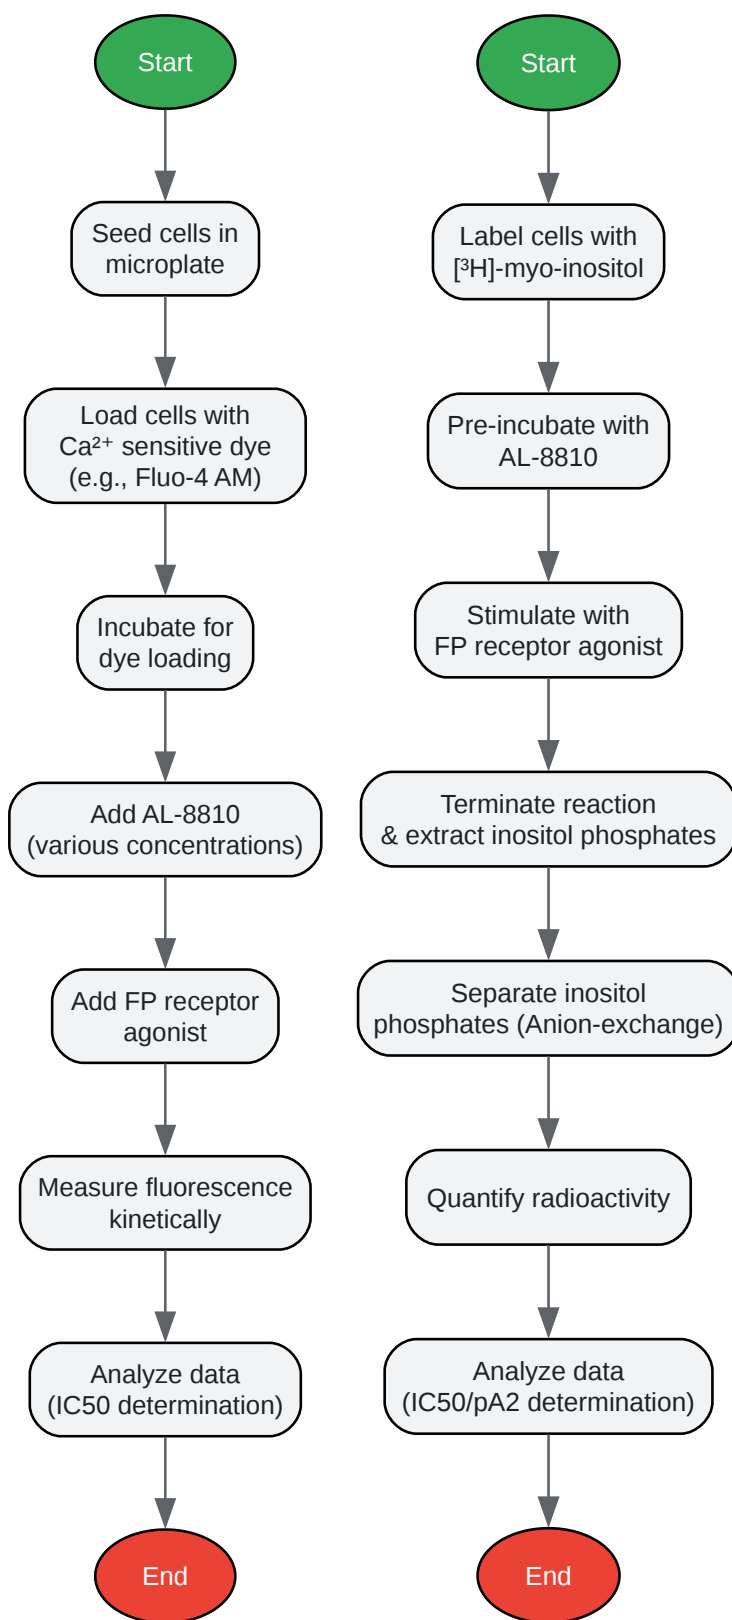 Start
Seed cells in
microplate
Load cells with
Ca²⁺ sensitive dye
(e.g., Fluo-4 AM)
Incubate for
dye loading
Add AL-8810
(various concentrations)
Add FP receptor
agonist
Measure fluorescence
kinetically
Analyze data
(IC50 determination)
End
Start
Label cells with
[³H]-myo-inositol
Pre-incubate with
AL-8810
Stimulate with
FP receptor agonist
Terminate reaction
& extract inositol phosphates
Separate inositol
phosphates (Anion-exchange)
Quantify radioactivity
Analyze data
(IC50/pA2 determination)
End